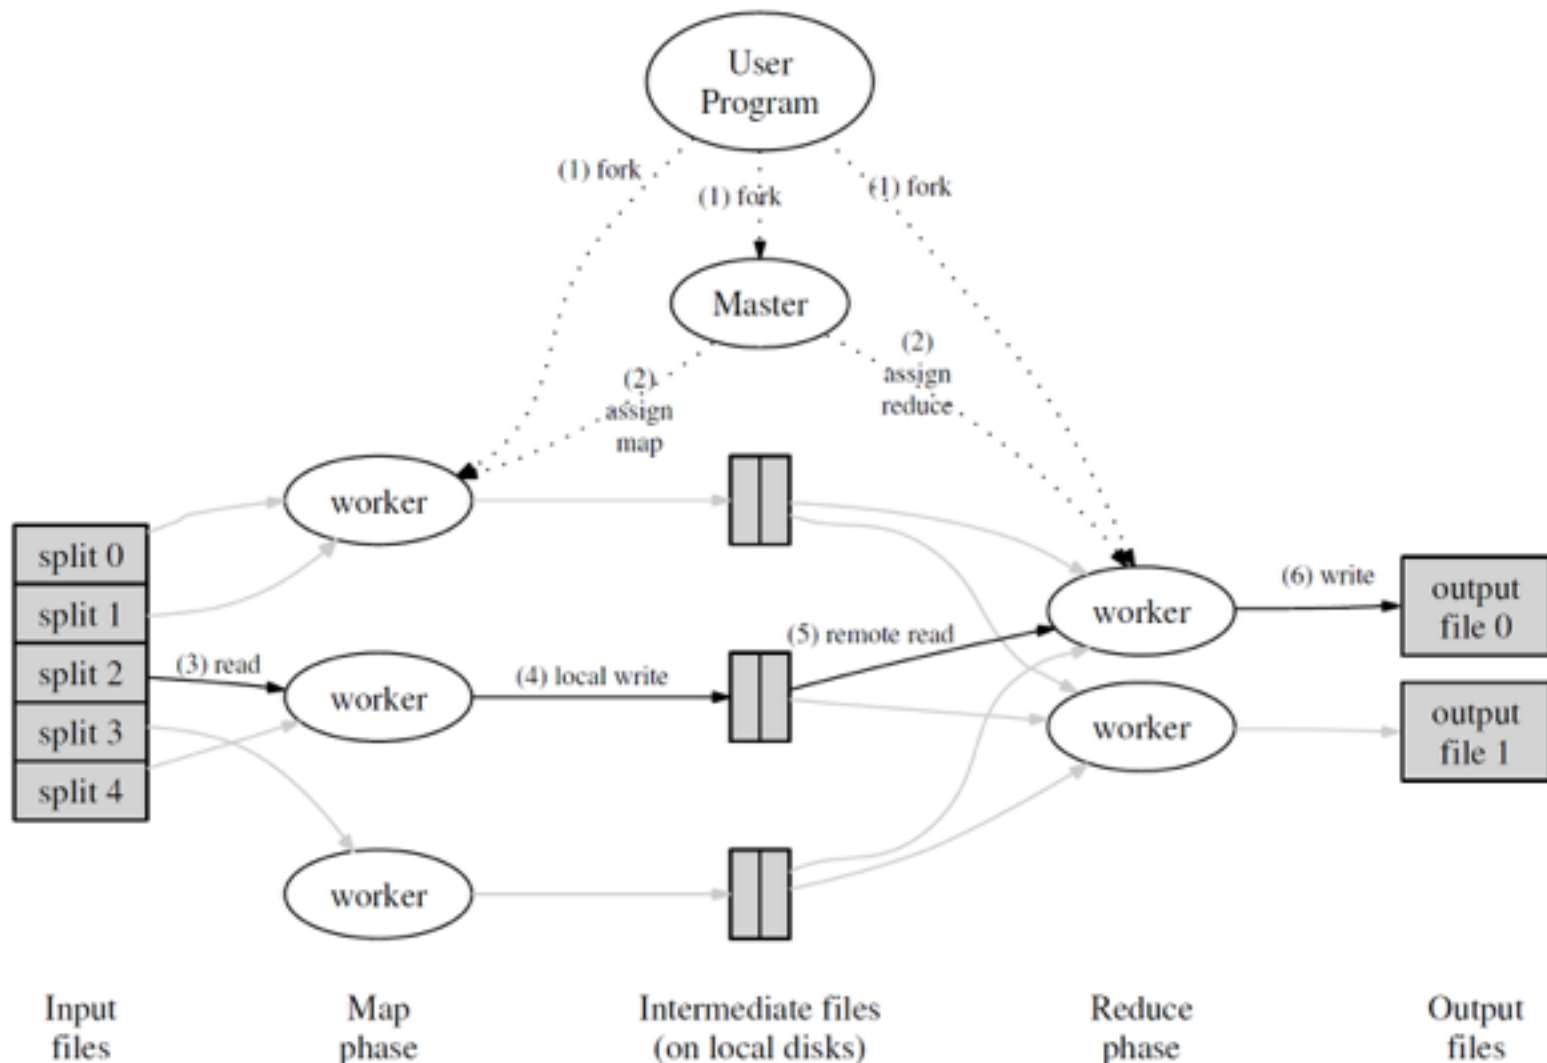 User
Program
(1) fork
(1) fork
(1) fork
Master
(2)
assign
map
(2)
assign
reduce
split 0
split 1
split 2
split 3
split 4
(3) read
worker
worker
worker
(4) local write
(5) remote read
worker
worker
(6) write
output
file 0
output
file 1
Input
files
Map
phase
Intermediate files
(on local disks)
Reduce
phase
Output
files